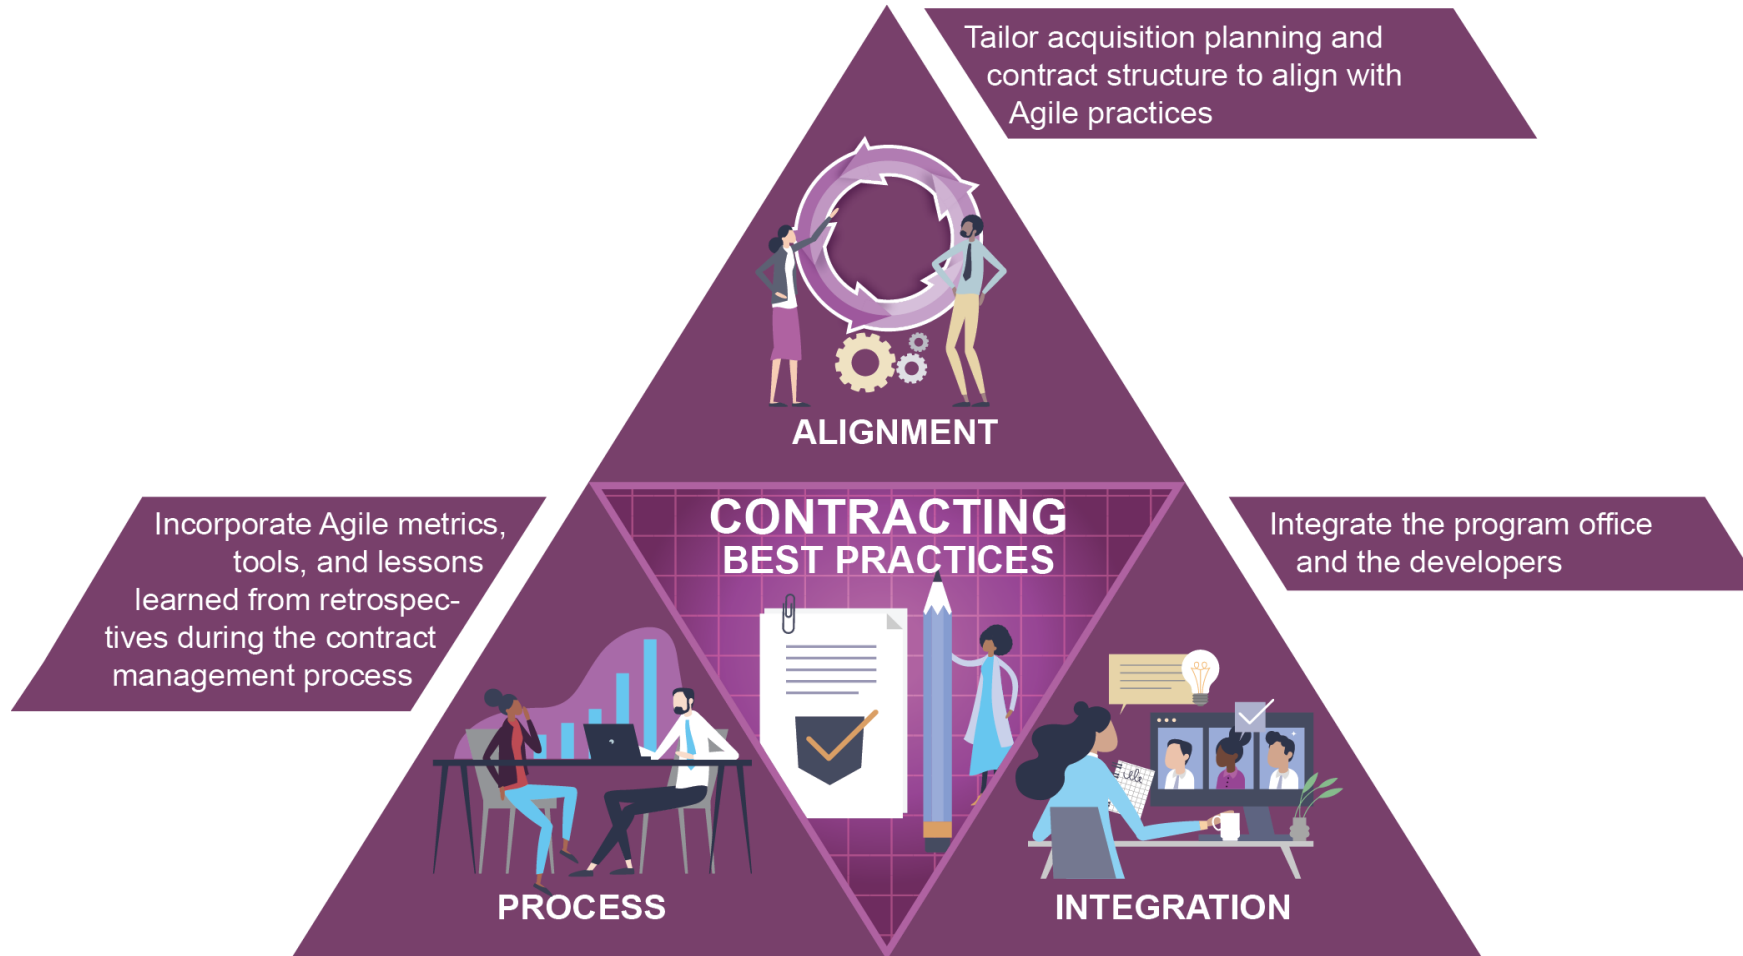 Tailor acquisition planning and
contract structure to align with
Agile practices
ALIGNMENT
CONTRACTING
BEST PRACTICES
Incorporate Agile metrics,
tools, and lessons
learned from retrospec-
tives during the contract
management process
Integrate the program office
and the developers
PROCESS
INTEGRATION